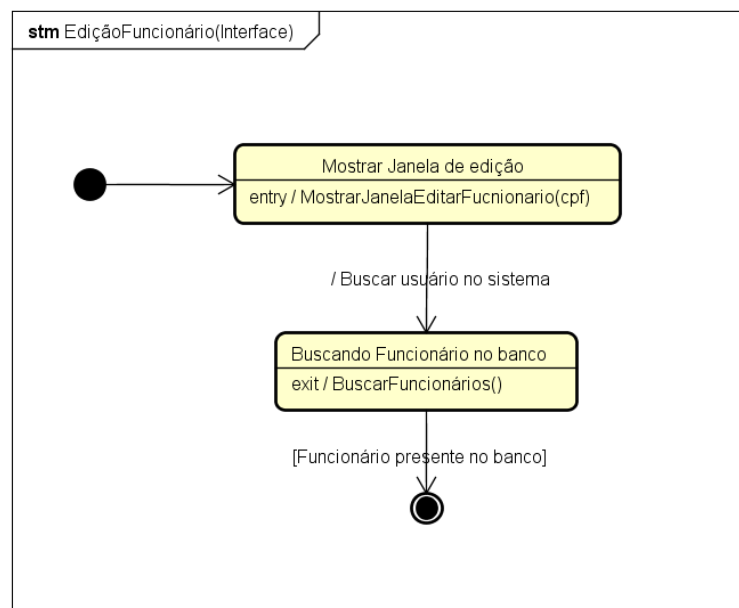 stm EdiçãoFuncionário(Interface)
Mostrar Janela de edição
entry / MostrarJanelaEditarFucnionario(cpf)
/ Buscar usuário no sistema
Buscando Funcionário no banco
exit / BuscarFuncionários()
[Funcionário presente no banco]